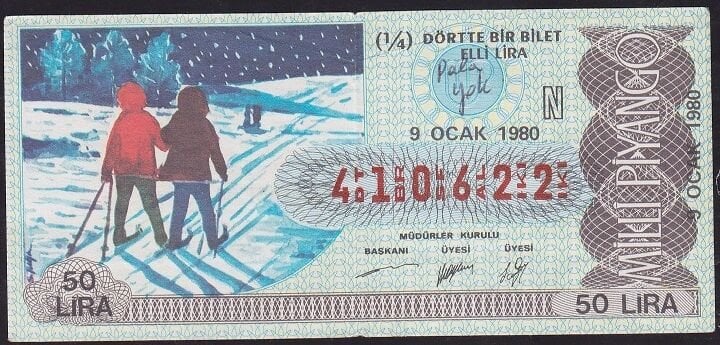 (1/4) DÖRTTE BİR BİLET
ELLİ LİRA
Para
yok
N
9 OCAK 1980
410622
MÜDÜRLER KURULU
BAŞKANI ÜYESİ ÜYESİ
50
LİRA
50 LİRA
MİLLİ PİYANGO
9 OCAK 1980